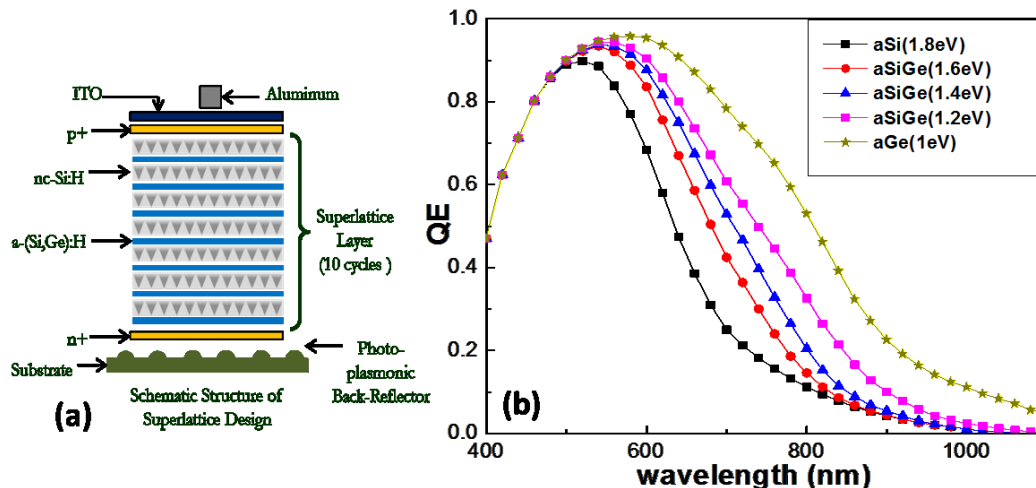 (a)
ITO
Aluminum
p+
nc-Si:H
a-(Si,Ge):H
Superlattice
Layer
(10 cycles )
n+
Substrate
Photo-
plasmonic
Back-Reflector
Schematic Structure of
Superlattice Design
(b)
QE
1.0
0.8
0.6
0.4
0.2
0.0
400
600
800
1000
wavelength (nm)
aSi(1.8eV)
aSiGe(1.6eV)
aSiGe(1.4eV)
aSiGe(1.2eV)
aGe(1eV)